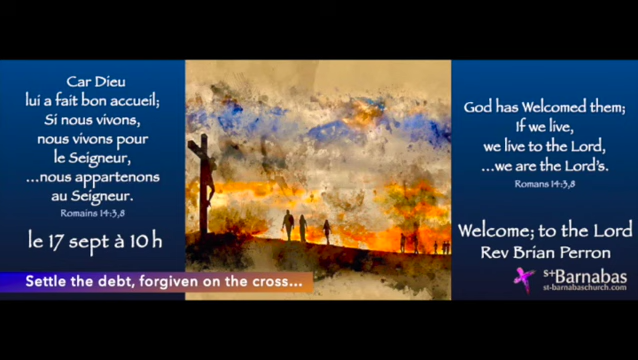 Car Dieu
lui a fait bon accueil;
Si nous vivons,
nous vivons pour
le Seigneur,
...nous appartenons
au Seigneur.
Romains 14:3,8
le 17 sept à 10 h
God has Welcomed them;
If we live,
we live to the Lord,
...we are the Lord's.
Romans 14:3,8
Welcome; to the Lord
Rev Brian Perron
st Barnabas
st-barnabaschurch.com
Settle the debt, forgiven on the cross...